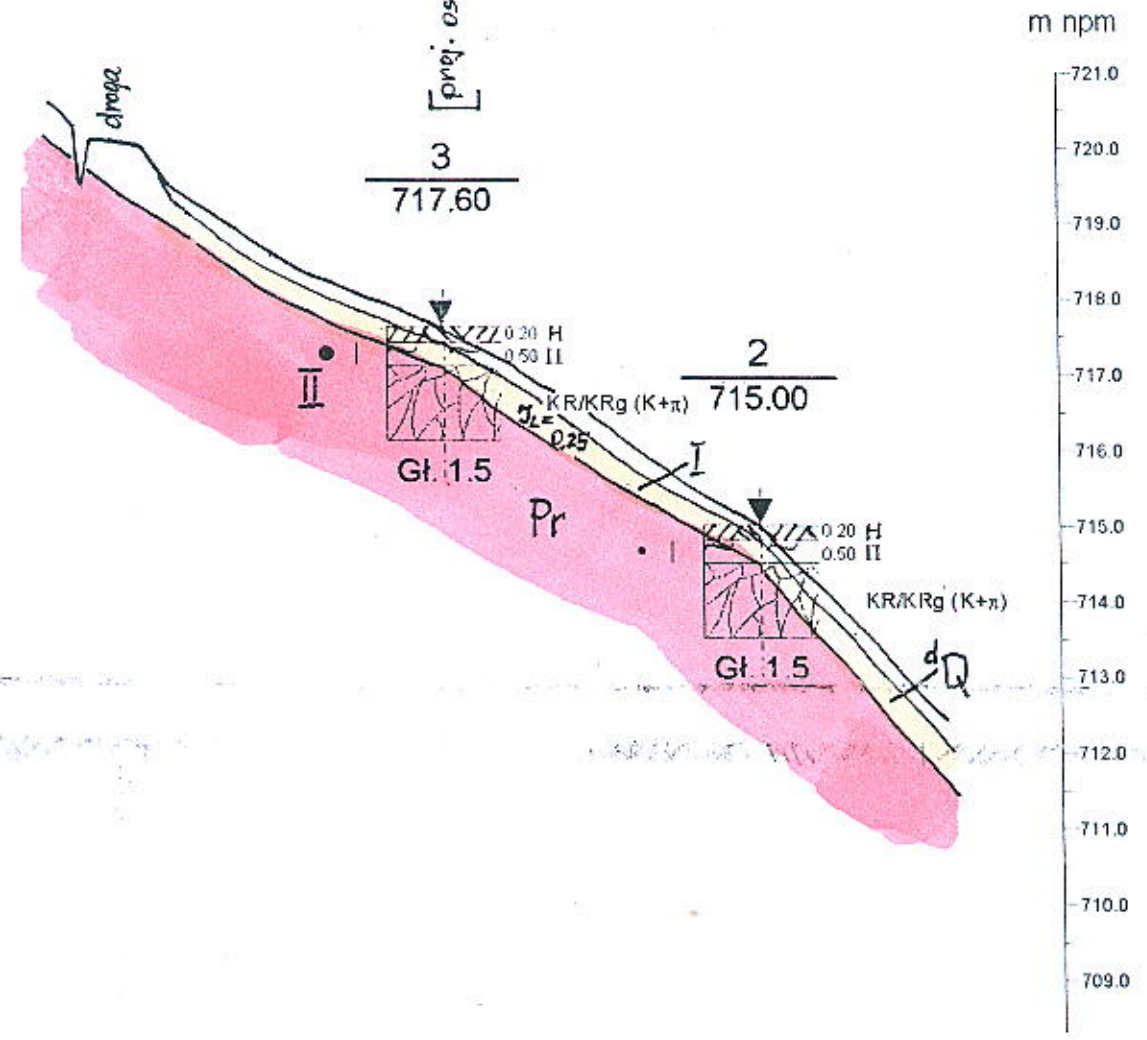 m npm
[proj. os
721.0
droga
720.0
3
717.60
719.0
718.0
0.20 H
0.50 Π
2
715.00
717.0
II
KR/KRg (K+π)
I_L=
0,25
716.0
Gł. 1.5
I
Pr
0.20 H
0.50 Π
715.0
KR/KRg (K+π)
714.0
Gł. 1.5
dQ
713.0
712.0
711.0
710.0
709.0